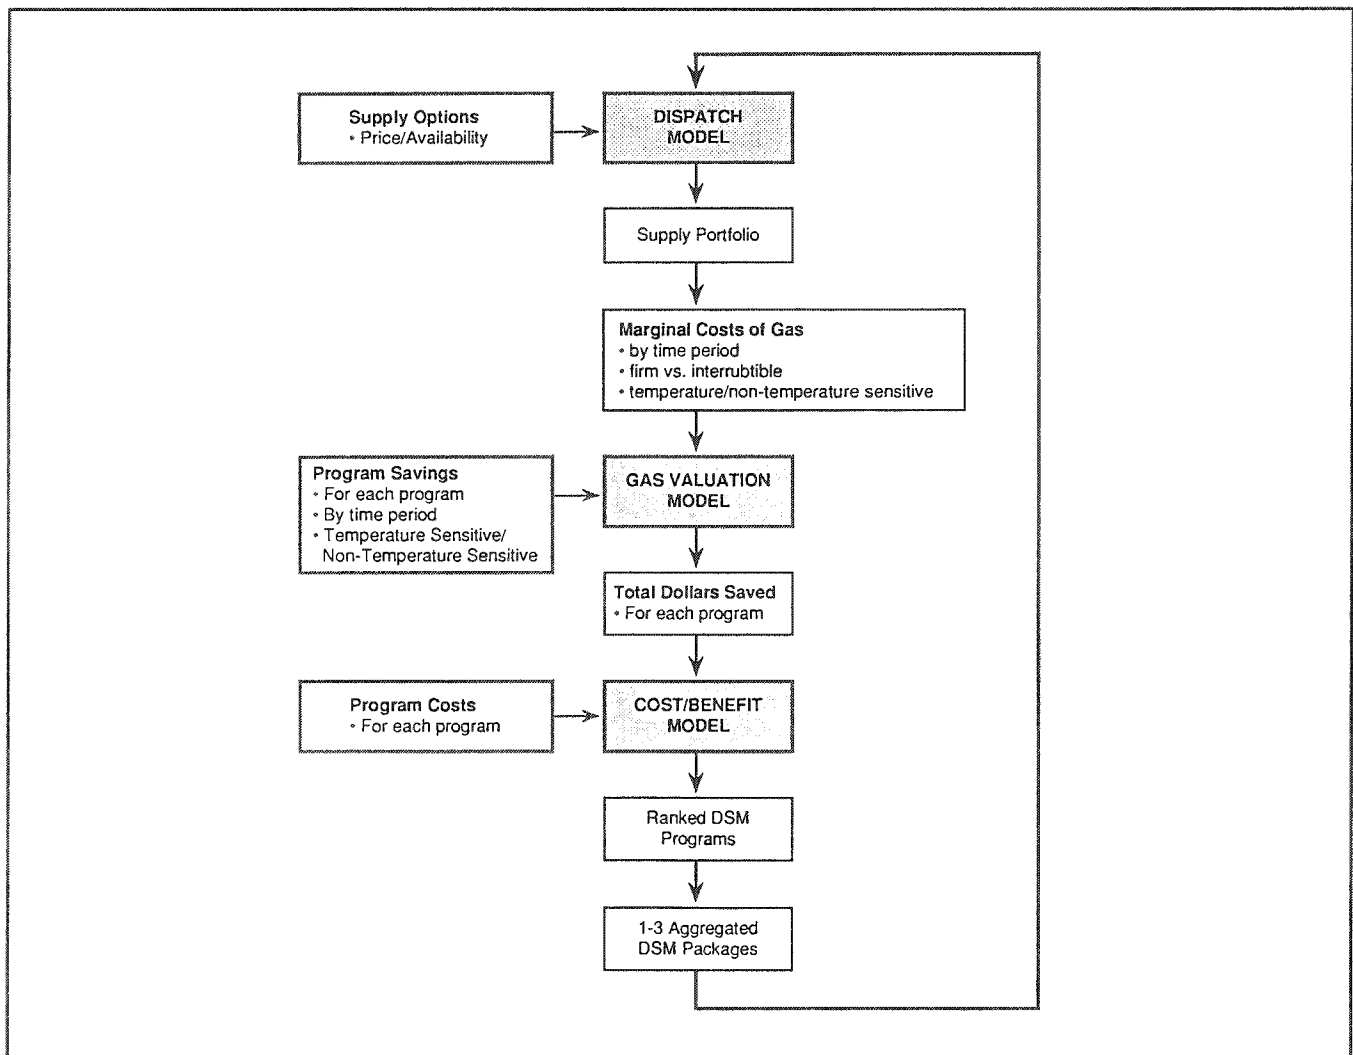 Supply Options
• Price/Availability
DISPATCH
MODEL
Supply Portfolio
Marginal Costs of Gas
• by time period
• firm vs. interrubtible
• temperature/non-temperature sensitive
Program Savings
• For each program
• By time period
• Temperature Sensitive/
Non-Temperature Sensitive
GAS VALUATION
MODEL
Total Dollars Saved
• For each program
Program Costs
• For each program
COST/BENEFIT
MODEL
Ranked DSM
Programs
1-3 Aggregated
DSM Packages